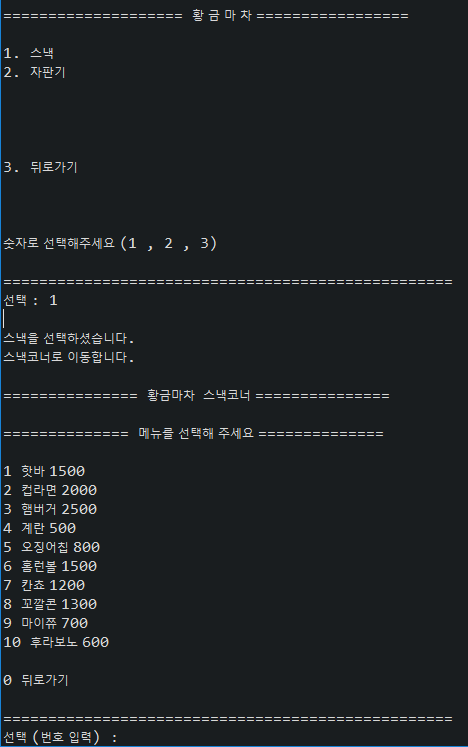 ==================== 황 금 마 차 =================
1. 스낵
2. 자판기
3. 뒤로가기
숫자로 선택해주세요 (1 , 2 , 3)
==================================================
선택 : 1
스낵을 선택하셨습니다.
스낵코너로 이동합니다.
=============== 황금마차 스낵코너 ===============
============== 메뉴를 선택해 주세요 ==============
1 핫바 1500
2 컵라면 2000
3 햄버거 2500
4 계란 500
5 오징어칩 800
6 홈런볼 1500
7 칸쵸 1200
8 꼬깔콘 1300
9 마이쮸 700
10 후라보노 600
0 뒤로가기
==================================================
선택 (번호 입력) :